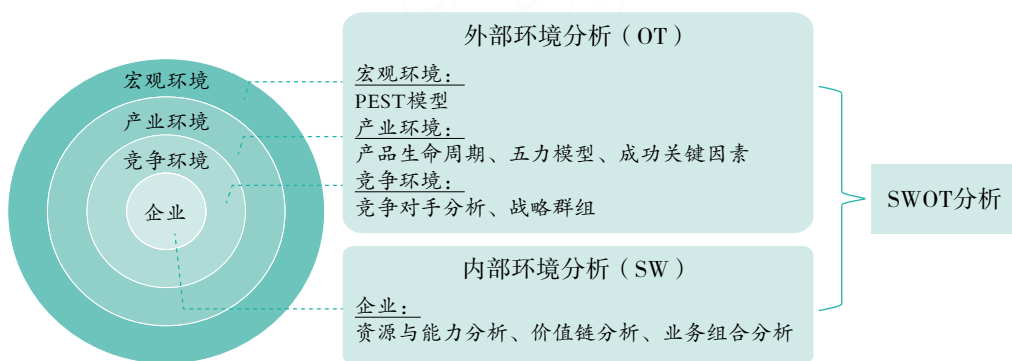 宏观环境
产业环境
竞争环境
企业
外部环境分析（OT）
宏观环境：
PEST模型
产业环境：
产品生命周期、五力模型、成功关键因素
竞争环境：
竞争对手分析、战略群组
内部环境分析（SW）
企业：
资源与能力分析、价值链分析、业务组合分析
SWOT分析